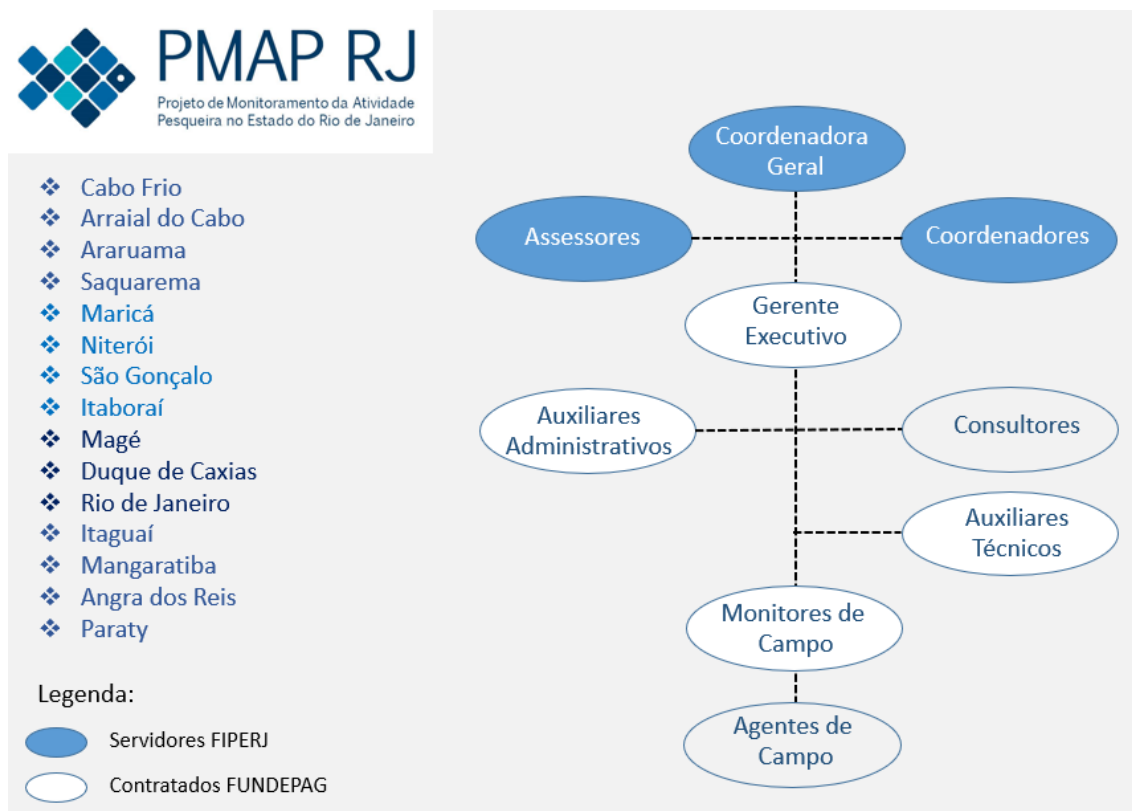 PMAP RJ
Projeto de Monitoramento da Atividade
Pesqueira no Estado do Rio de Janeiro
Cabo Frio
Arraial do Cabo
Araruama
Saquarema
Maricá
Niterói
São Gonçalo
Itaboraí
Magé
Duque de Caxias
Rio de Janeiro
Itaguaí
Mangaratiba
Angra dos Reis
Paraty
Legenda:
Servidores FIPERJ
Contratados FUNDEPAG
Coordenadora
Geral
Assessores
Coordenadores
Gerente
Executivo
Auxiliares
Administrativos
Consultores
Auxiliares
Técnicos
Monitores de
Campo
Agentes de
Campo